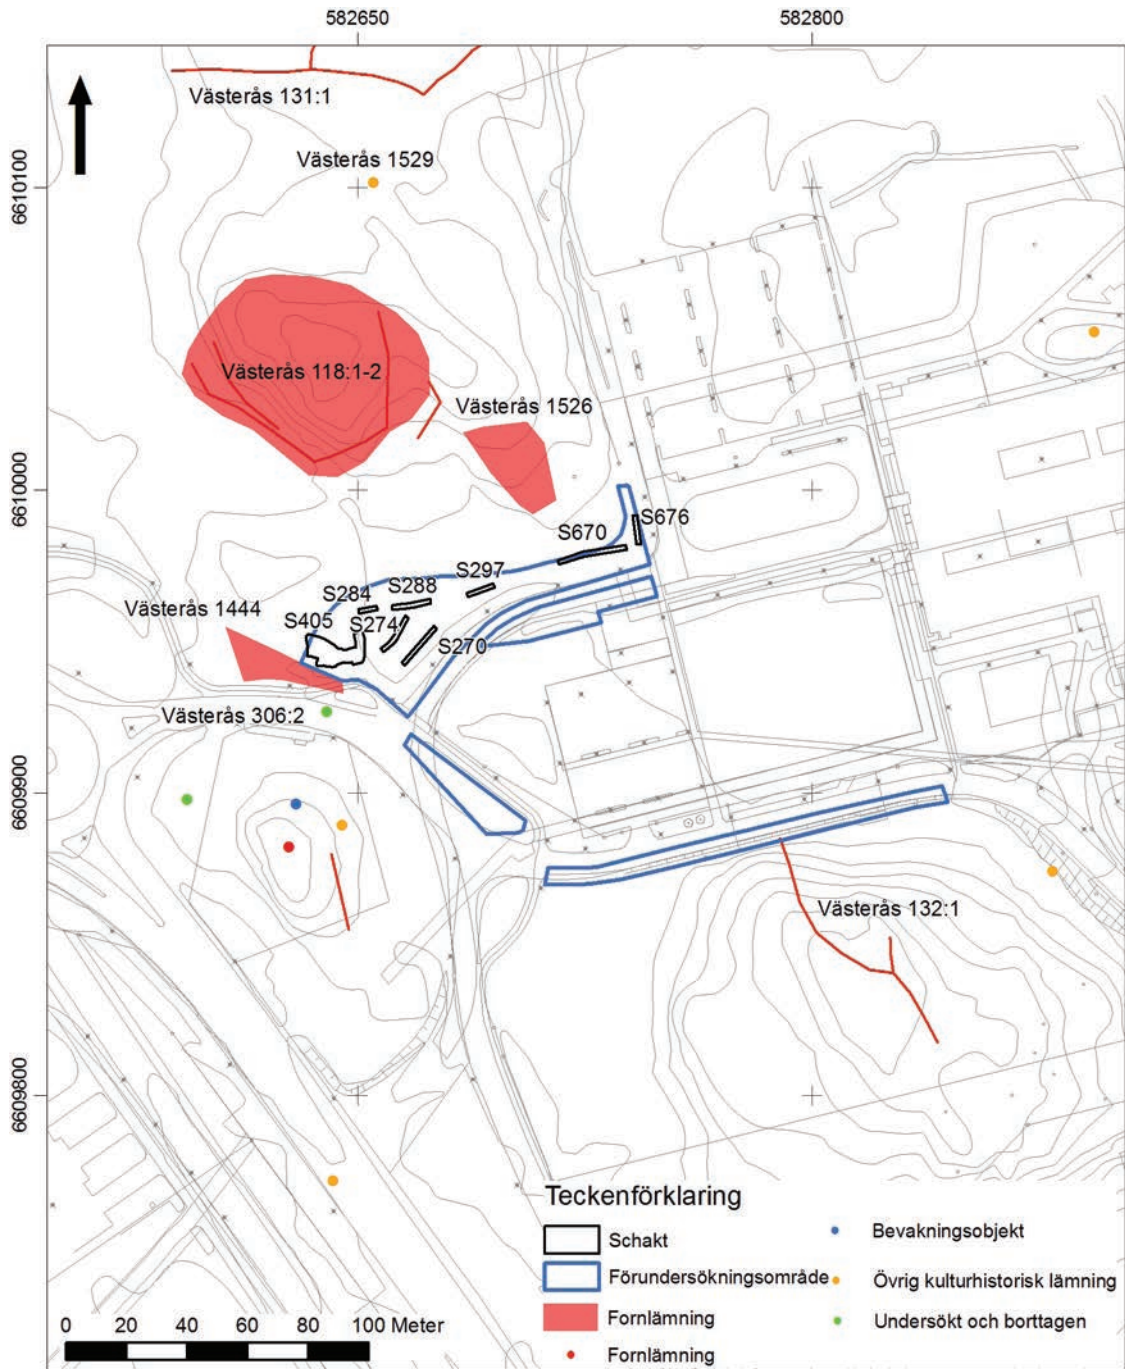 582650 582800
Västerås 131:1
Västerås 1529
6610100
Västerås 118:1-2
Västerås 1526
6610000
S676
S670
S297
S288
S284
Västerås 1444
S405
S274
S270
Västerås 306:2
6609900
Västerås 132:1
6609800
Teckenförklaring
Schakt
Förundersökningsområde
Fornlämning
Fornlämning
Bevakningsobjekt
Övrig kulturhistorisk lämning
Undersökt och borttagen
0 20 40 60 80 100 Meter